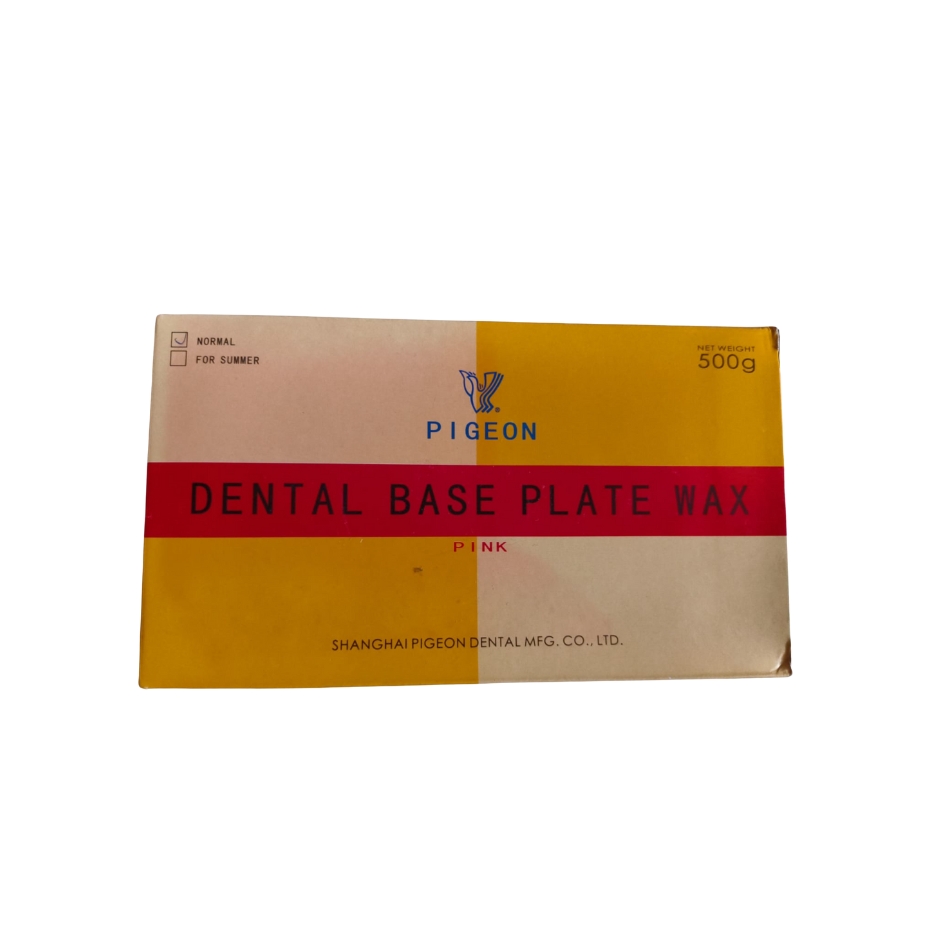 NORMAL
FOR SUMMER
NET WEIGHT
500g
PIGEON
DENTAL BASE PLATE WAX
PINK
SHANGHAI PIGEON DENTAL MFG. CO., LTD.